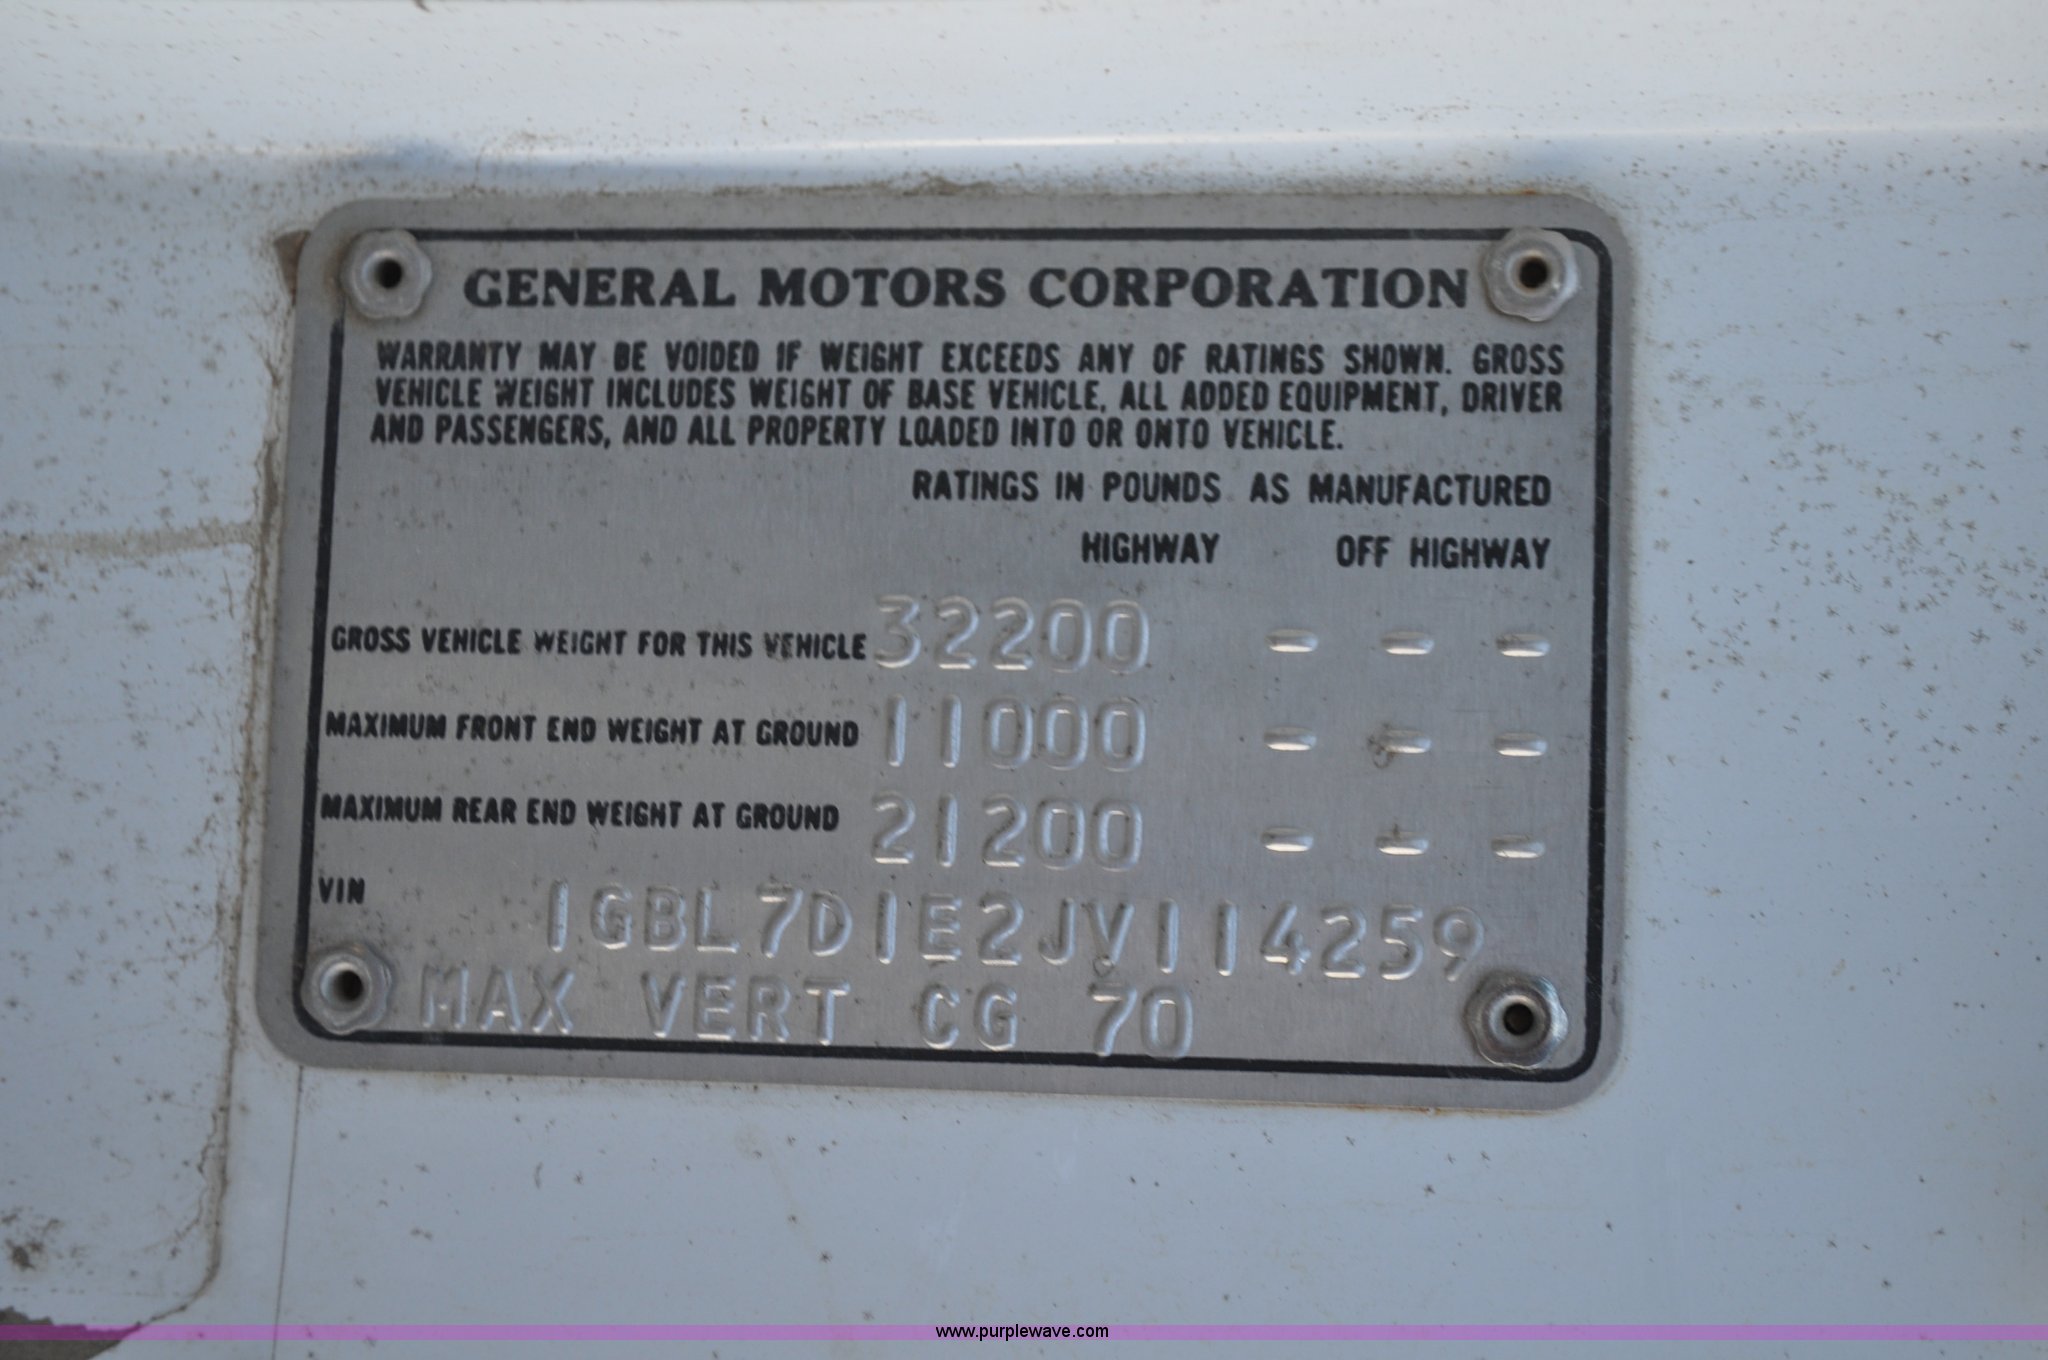 GENERAL MOTORS CORPORATION
WARRANTY MAY BE VOIDED IF WEIGHT EXCEEDS ANY OF RATINGS SHOWN. GROSS
VEHICLE WEIGHT INCLUDES WEIGHT OF BASE VEHICLE, ALL ADDED EQUIPMENT, DRIVER
AND PASSENGERS, AND ALL PROPERTY LOADED INTO OR ONTO VEHICLE.
RATINGS IN POUNDS AS MANUFACTURED
HIGHWAY OFF HIGHWAY
GROSS VEHICLE WEIGHT FOR THIS VEHICLE 32200 - - -
MAXIMUM FRONT END WEIGHT AT GROUND 11000 - - -
MAXIMUM REAR END WEIGHT AT GROUND 21200 - - -
VIN 1GBL7D1E2JV114259
MAX VERT CG 70
www.purplewave.com